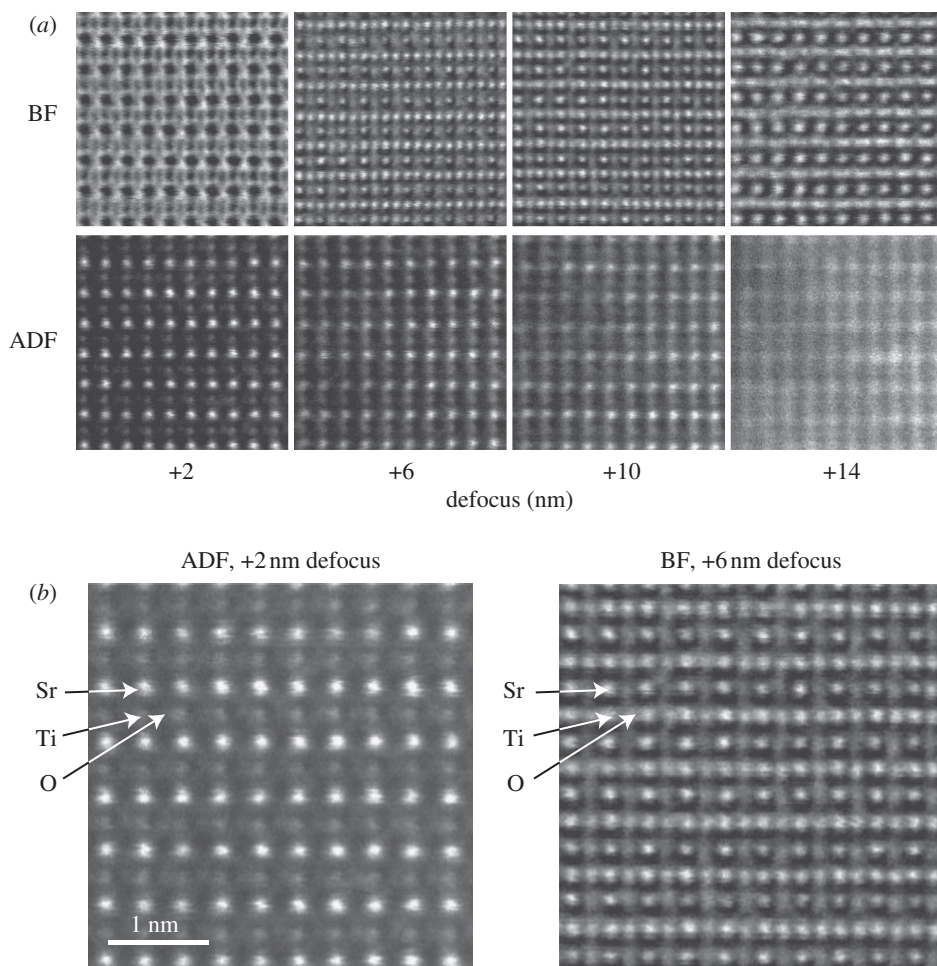 (a)
BF
ADF
+2
+6
+10
+14
defocus (nm)
ADF, +2 nm defocus
BF, +6 nm defocus
(b)
Sr
Sr
Ti
Ti
O
O
1 nm